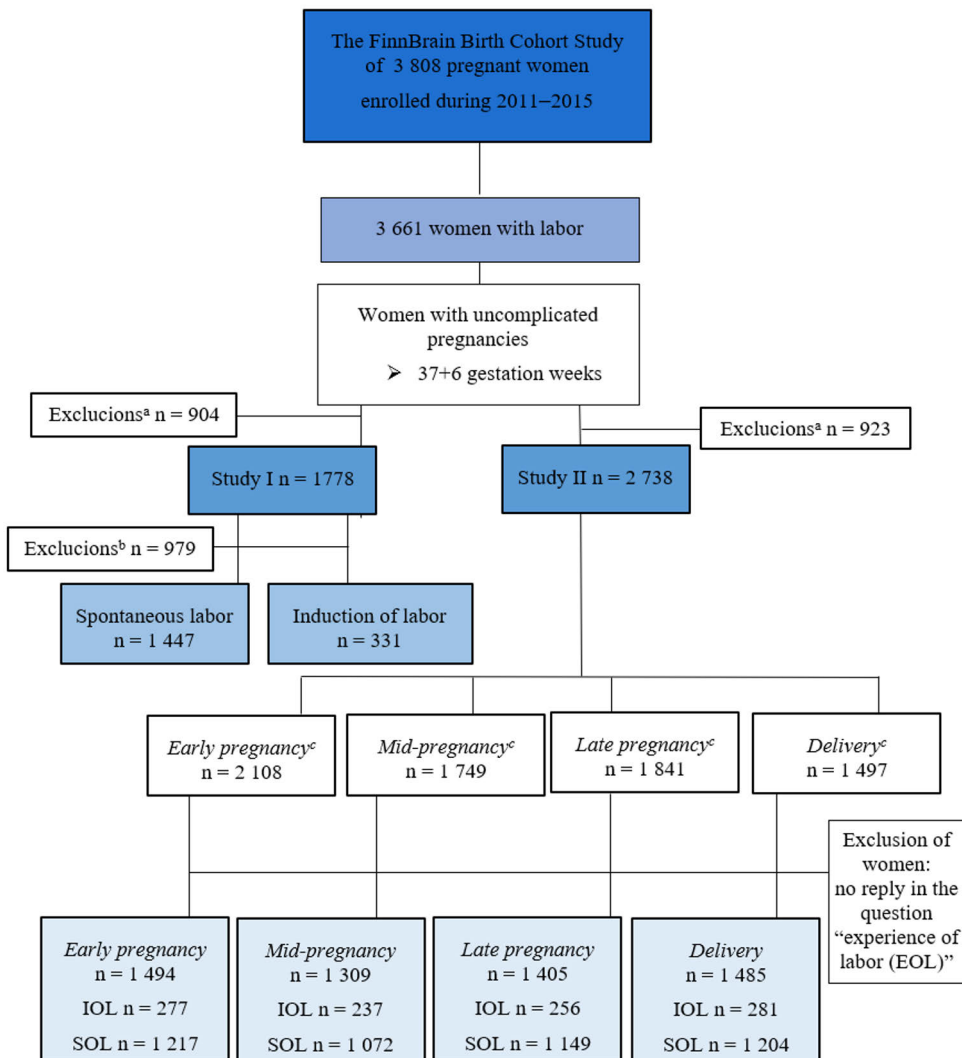 The FinnBrain Birth Cohort Study
of 3 808 pregnant women
enrolled during 2011–2015
3 661 women with labor
Women with uncomplicated
pregnancies
➢ 37+6 gestation weeks
Exclucionsᵃ n = 904
Exclucionsᵃ n = 923
Study I n = 1778
Study II n = 2 738
Exclucionsᵇ n = 979
Spontaneous labor
n = 1 447
Induction of labor
n = 331
Early pregnancyᶜ
n = 2 108
Mid-pregnancyᶜ
n = 1 749
Late pregnancyᶜ
n = 1 841
Deliveryᶜ
n = 1 497
Exclusion of
women:
no reply in the
question
“experience of
labor (EOL)”
Early pregnancy
n = 1 494
IOL n = 277
SOL n = 1 217
Mid-pregnancy
n = 1 309
IOL n = 237
SOL n = 1 072
Late pregnancy
n = 1 405
IOL n = 256
SOL n = 1 149
Delivery
n = 1 485
IOL n = 281
SOL n = 1 204